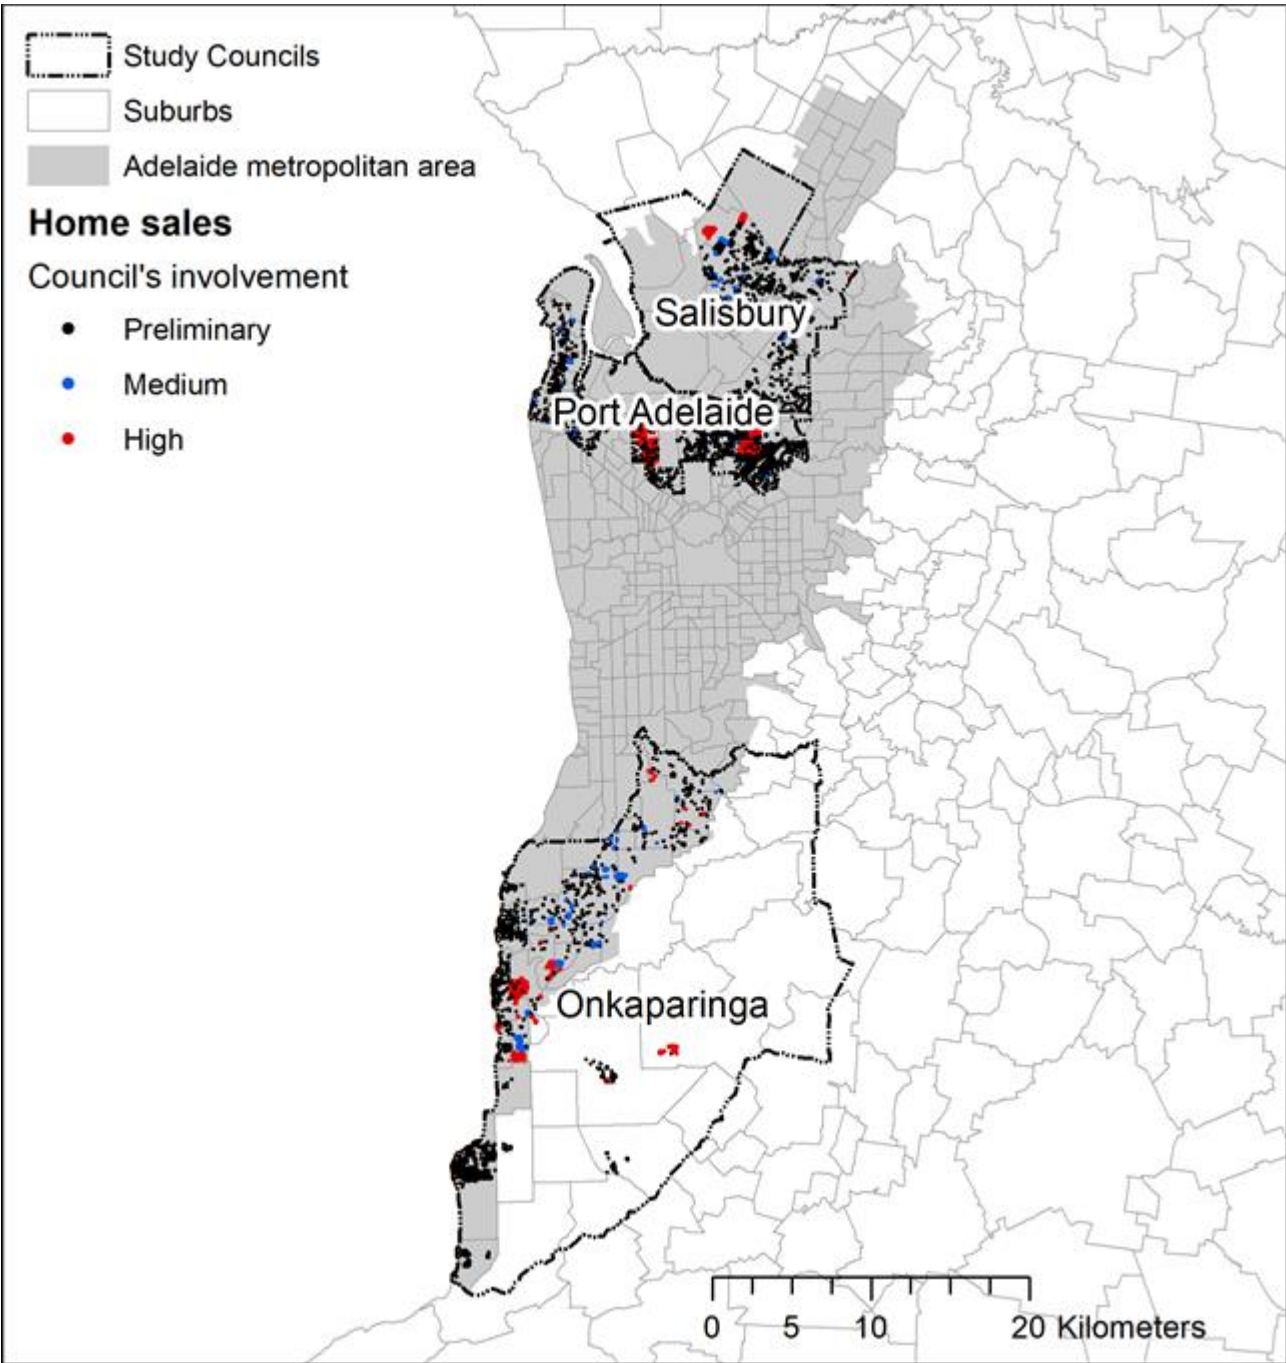 Study Councils
Suburbs
Adelaide metropolitan area
Home sales
Council's involvement
Preliminary
Medium
High
Salisbury
Port Adelaide
Onkaparinga
0 5 10 20 Kilometers